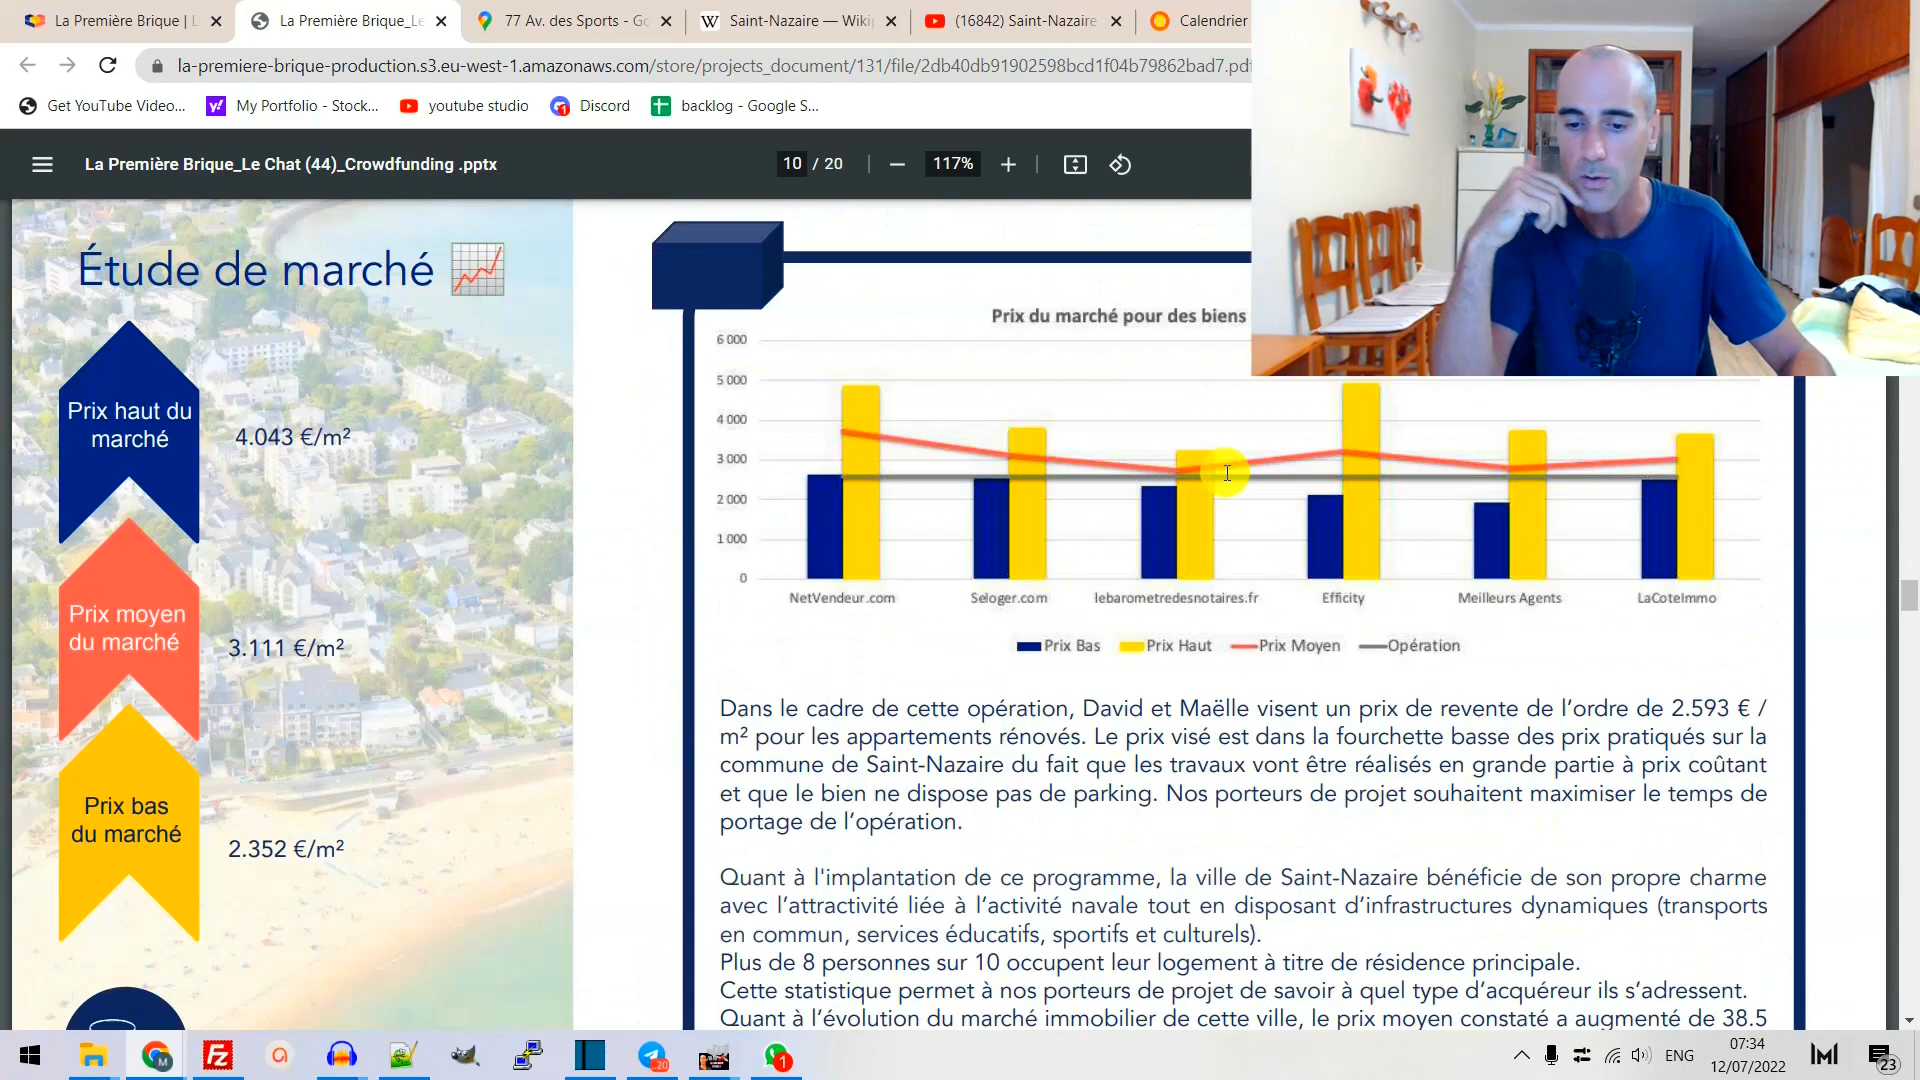 La Première Brique |
La Première Brique_Le
77 Av. des Sports - Go
Saint-Nazaire — Wiki
(16842) Saint-Nazaire
Calendrier
la-premiere-brique-production.s3.eu-west-1.amazonaws.com/store/projects_document/131/file/2db40db91902598bcd1f04b79862bad7.pdf
Get YouTube Video...
My Portfolio - Stock...
youtube studio
Discord
backlog - Google S...
La Première Brique_Le Chat (44)_Crowdfunding .pptx
10 / 20
117%
Étude de marché
Prix haut du
marché
4.043 €/m²
Prix moyen
du marché
3.111 €/m²
Prix bas
du marché
2.352 €/m²
Prix du marché pour des biens
6 000
5 000
4 000
3 000
2 000
1 000
0
NetVendeur.com
Seloger.com
lebarometredesnotaires.fr
Efficity
Meilleurs Agents
LaCoteImmo
Prix Bas
Prix Haut
Prix Moyen
Opération
Dans le cadre de cette opération, David et Maëlle visent un prix de revente de l’ordre de 2.593 € /
m² pour les appartements rénovés. Le prix visé est dans la fourchette basse des prix pratiqués sur la
commune de Saint-Nazaire du fait que les travaux vont être réalisés en grande partie à prix coûtant
et que le bien ne dispose pas de parking. Nos porteurs de projet souhaitent maximiser le temps de
portage de l’opération.
Quant à l'implantation de ce programme, la ville de Saint-Nazaire bénéficie de son propre charme
avec l’attractivité liée à l’activité navale tout en disposant d’infrastructures dynamiques (transports
en commun, services éducatifs, sportifs et culturels).
Plus de 8 personnes sur 10 occupent leur logement à titre de résidence principale.
Cette statistique permet à nos porteurs de projet de savoir à quel type d’acquéreur ils s’adressent.
Quant à l’évolution du marché immobilier de cette ville, le prix moyen constaté a augmenté de 38.5
20
1
ENG
07:34
12/07/2022
23